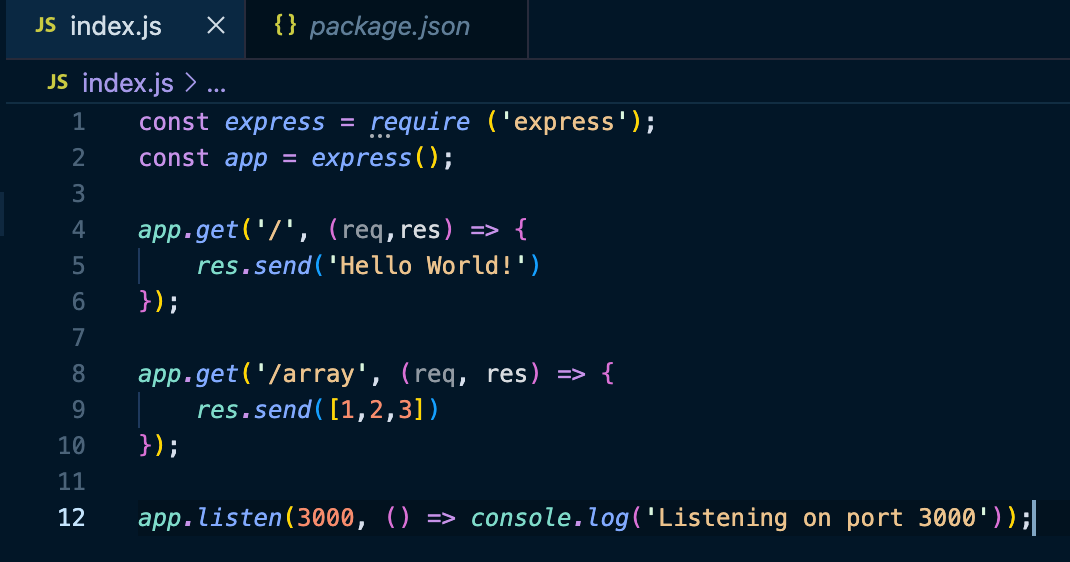 JS index.js × {} package.json
JS index.js > ...
1 const express = require ('express');
2 const app = express();
3
4 app.get('/', (req,res) => {
5     res.send('Hello World!')
6 });
7
8 app.get('/array', (req, res) => {
9     res.send([1,2,3])
10 });
11
12 app.listen(3000, () => console.log('Listening on port 3000'));